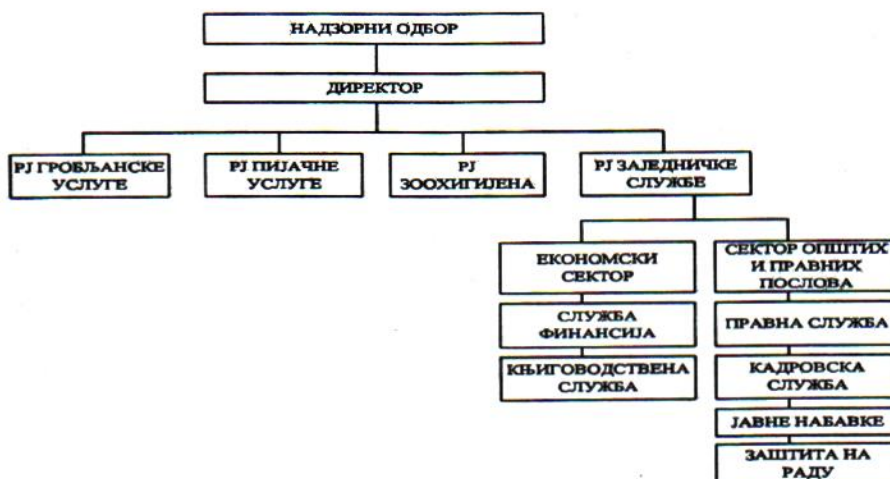 НАДЗОРНИ ОДБОР
ДИРЕКТОР
РЈ ГРОБЉАНСКЕ
УСЛУГЕ
РЈ ПИЈАЧНЕ
УСЛУГЕ
РЈ
ЗООХИГИЈЕНА
РЈ ЗАЈЕДНИЧКЕ
СЛУЖБЕ
ЕКОНОМСКИ
СЕКТОР
СЛУЖБА
ФИНАНСИЈА
КЊИГОВОДСТВЕНА
СЛУЖБА
СЕКТОР ОПШТИХ
И ПРАВНИХ
ПОСЛОВА
ПРАВНА СЛУЖБА
КАДРОВСКА
СЛУЖБА
ЈАВНЕ НАБАВКЕ
ЗАШТИТА НА
РАДУ